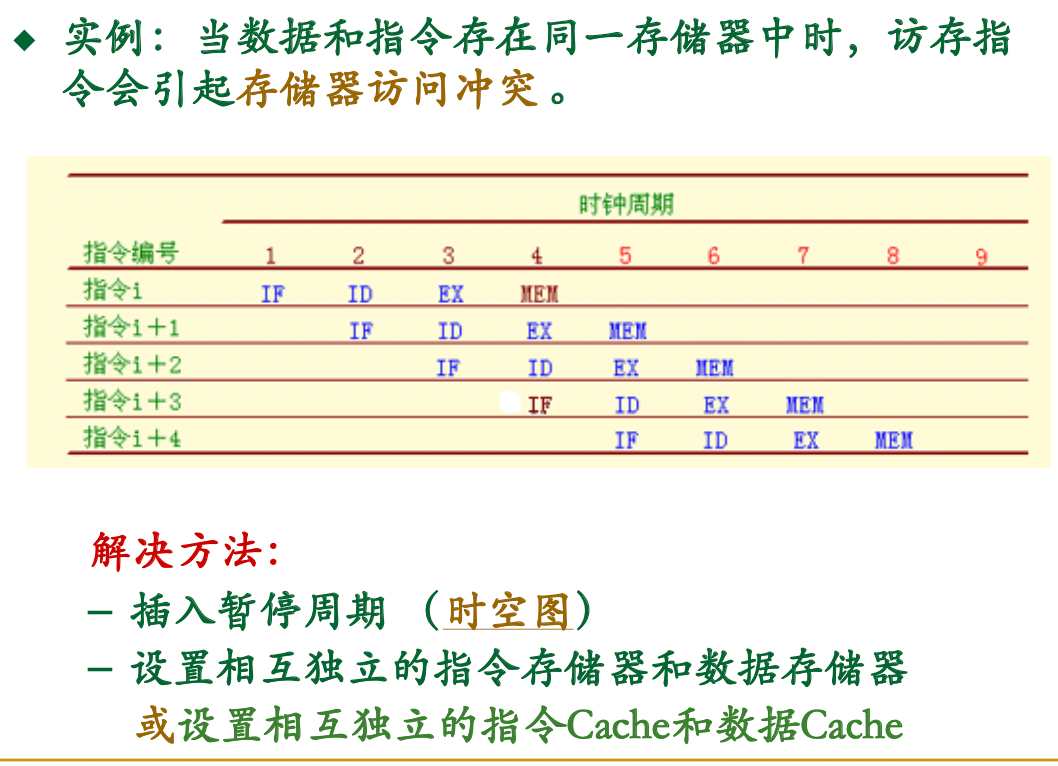 ◆ 实例：当数据和指令存在同一存储器中时，访存指
令会引起存储器访问冲突。
时钟周期
指令编号 1 2 3 4 5 6 7 8 9
指令i IF ID EX MEM
指令i＋1 IF ID EX MEM
指令i＋2 IF ID EX MEM
指令i＋3 IF ID EX MEM
指令i＋4 IF ID EX MEM
解决方法：
– 插入暂停周期 （时空图）
– 设置相互独立的指令存储器和数据存储器
或设置相互独立的指令Cache和数据Cache